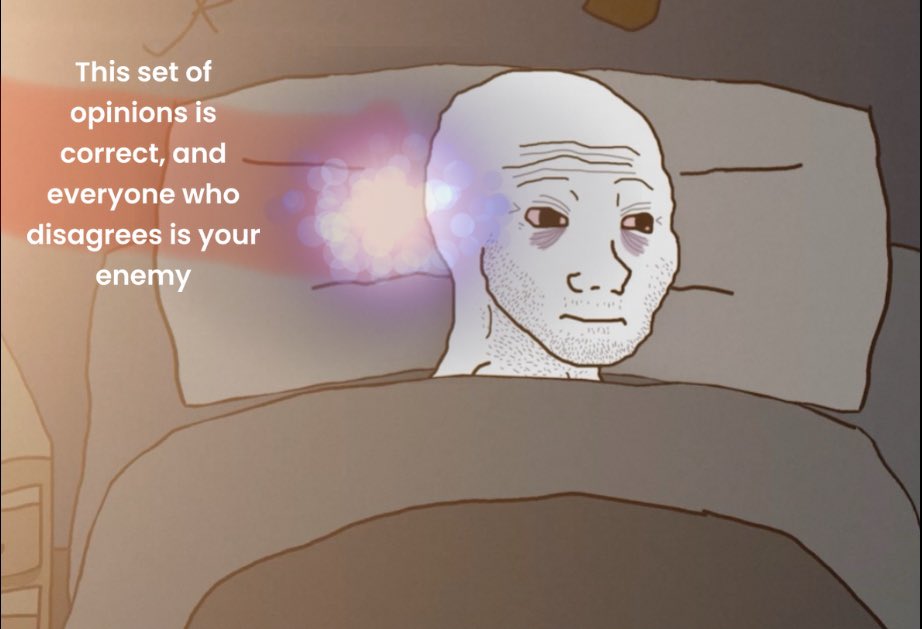 This set of
opinions is
correct, and
everyone who
disagrees is your
enemy